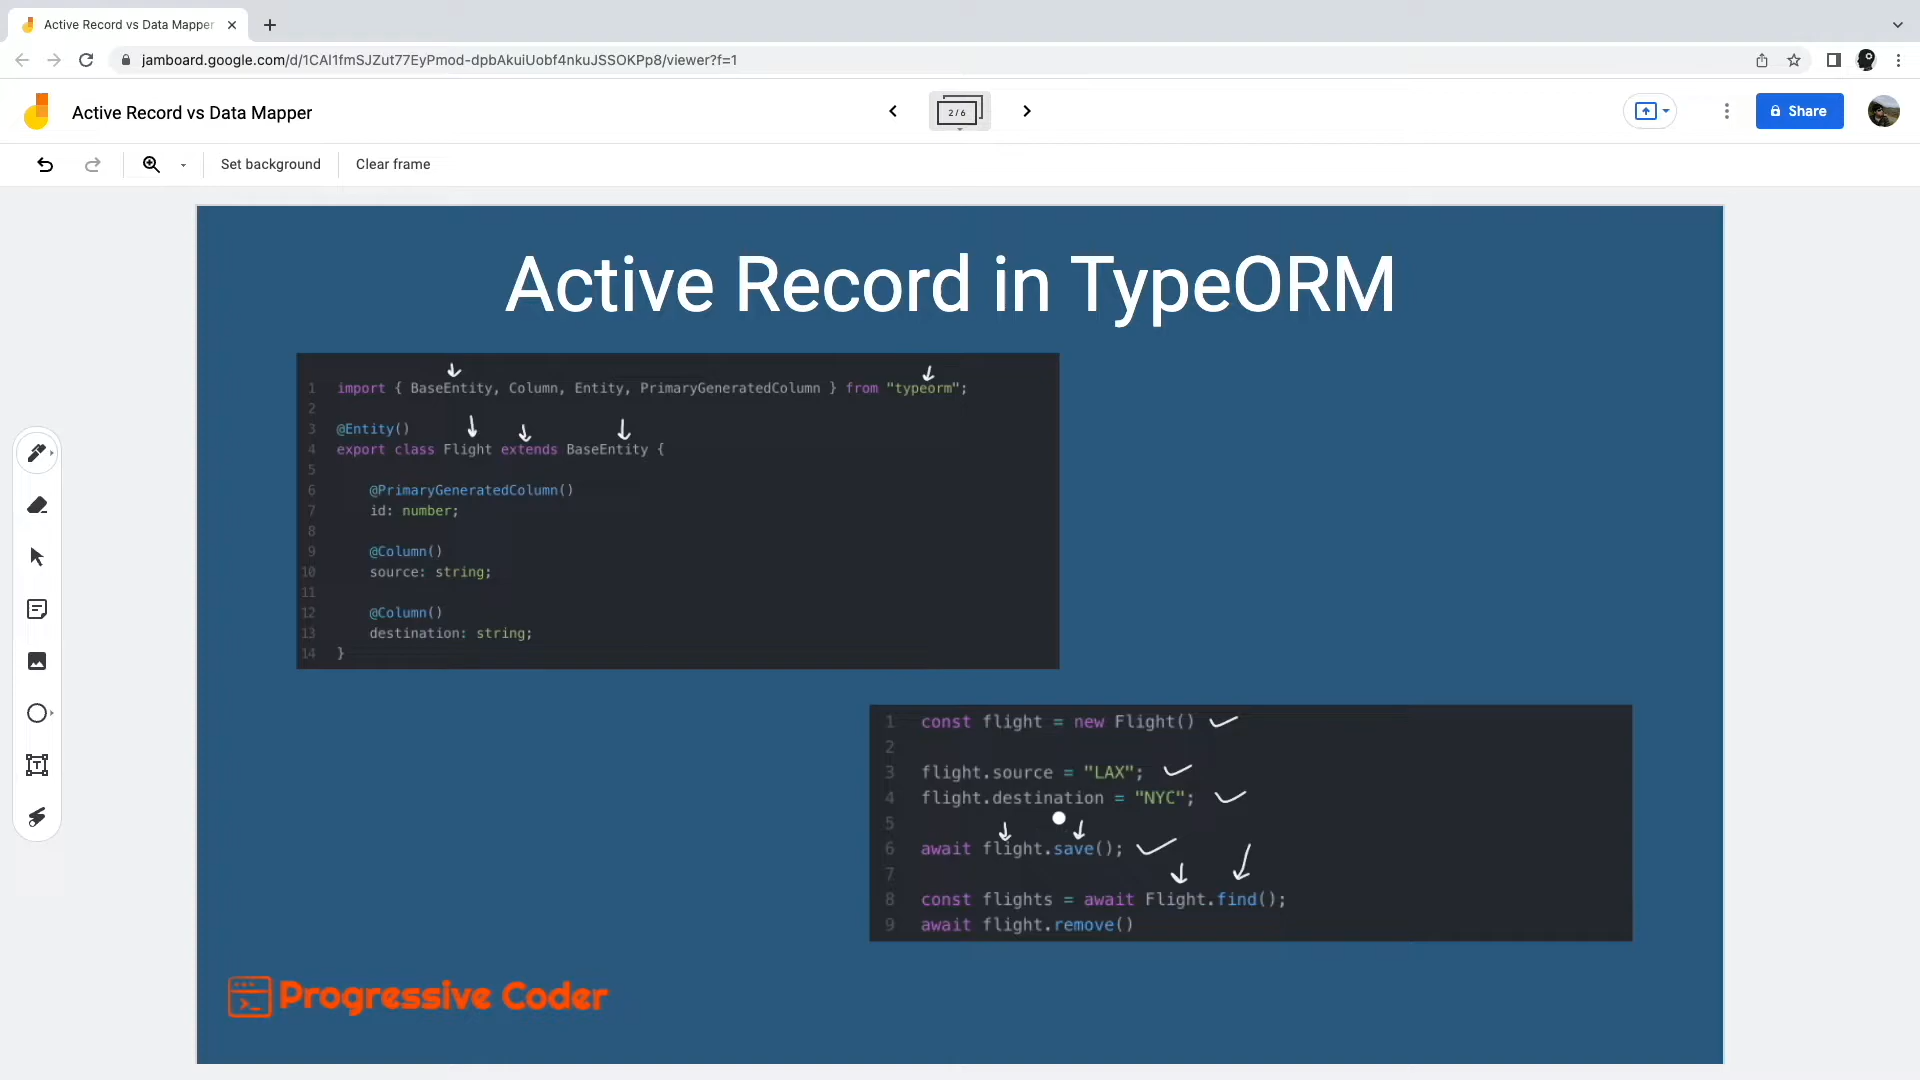 Active Record vs Data Mapper
jamboard.google.com/d/1CAI1fmSJZut77EyPmod-dpbAkuiUobf4nkuJSSOKPp8/viewer?f=1
Active Record vs Data Mapper
2/6
Share
Set background
Clear frame
Active Record in TypeORM
1 import { BaseEntity, Column, Entity, PrimaryGeneratedColumn } from "typeorm";
2
3 @Entity()
4 export class Flight extends BaseEntity {
5
6 @PrimaryGeneratedColumn()
7 id: number;
8
9 @Column()
10 source: string;
11
12 @Column()
13 destination: string;
14 }
1 const flight = new Flight()
2
3 flight.source = "LAX";
4 flight.destination = "NYC";
5
6 await flight.save();
7
8 const flights = await Flight.find();
9 await flight.remove()
Progressive Coder